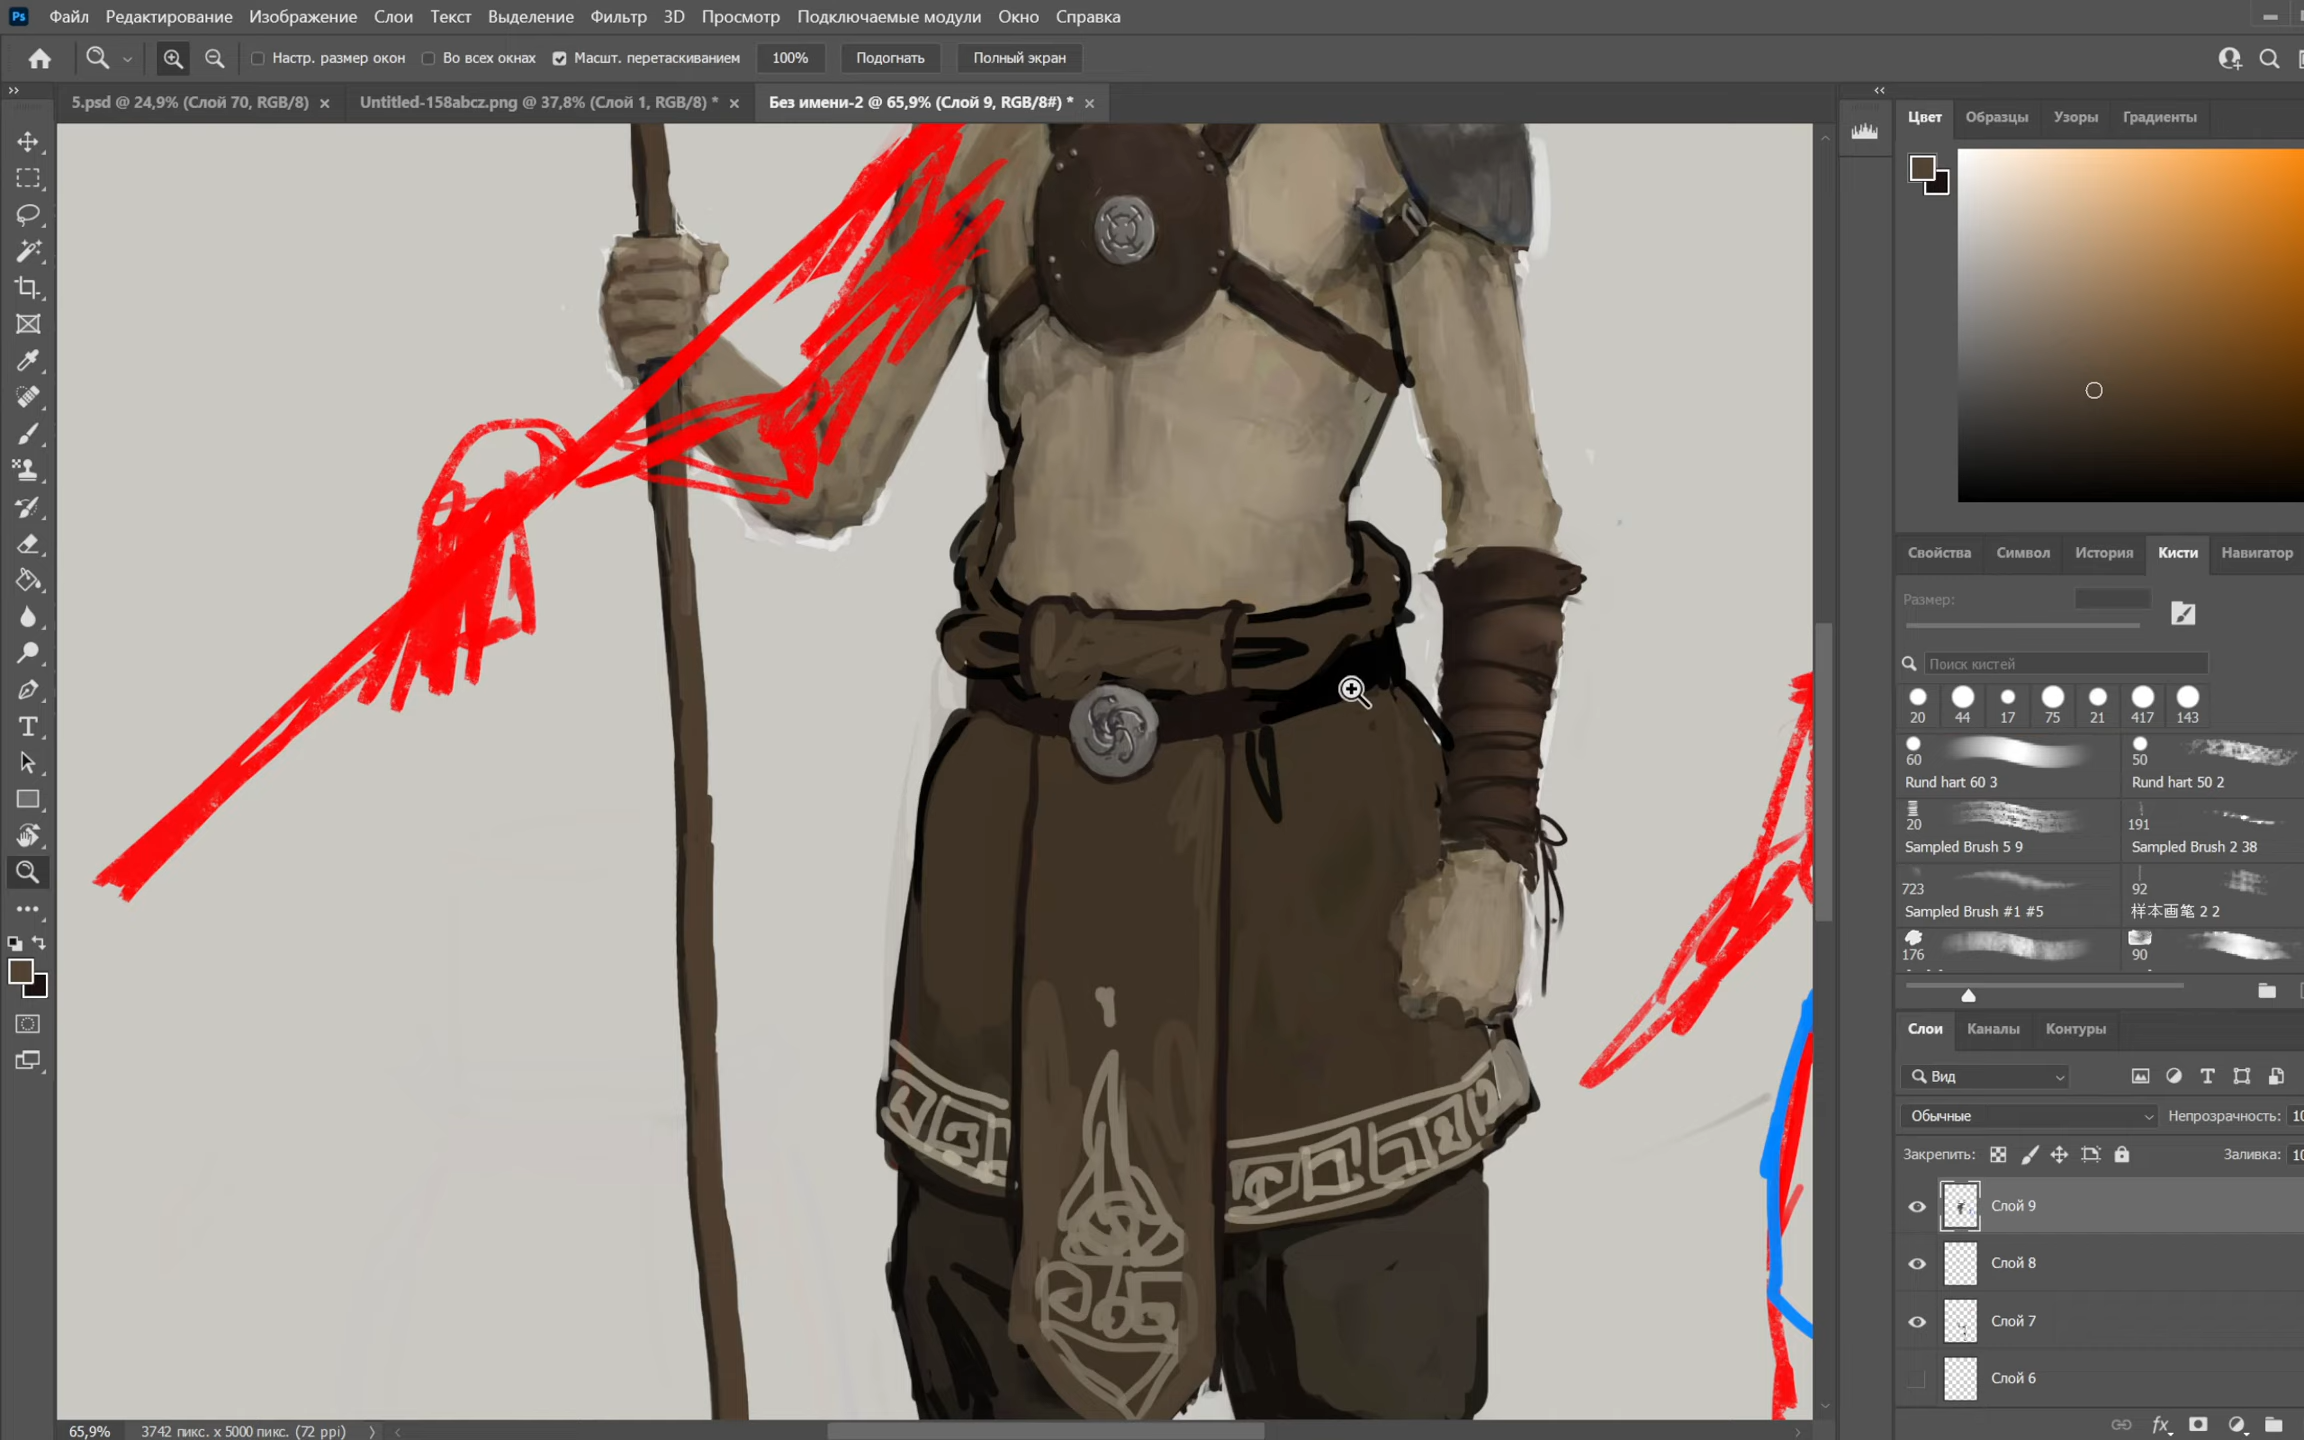 Ps Файл Редактирование Изображение Слои Текст Выделение Фильтр 3D Просмотр Подключаемые модули Окно Справка
Настр. размер окон Во всех окнах Масшт. перетаскиванием 100% Подогнать Полный экран
5.psd @ 24,9% (Слой 70, RGB/8) × Untitled-158abcz.png @ 37,8% (Слой 1, RGB/8) * × Без имени-2 @ 65,9% (Слой 9, RGB/8#) * ×
Цвет Образцы Узоры Градиенты
Свойства Символ История Кисти Навигатор
Размер:
Поиск кистей
20 44 17 75 21 417 143
60 50
Rund hart 60 3 Rund hart 50 2
20 191
Sampled Brush 5 9 Sampled Brush 2 38
723 92
Sampled Brush #1 #5 样本画笔 2 2
176 90
Слои Каналы Контуры
Вид
Обычные Непрозрачность: 10
Закрепить: Заливка: 10
Слой 9
Слой 8
Слой 7
Слой 6
fx
65,9% 3742 пикс. x 5000 пикс. (72 ppi)